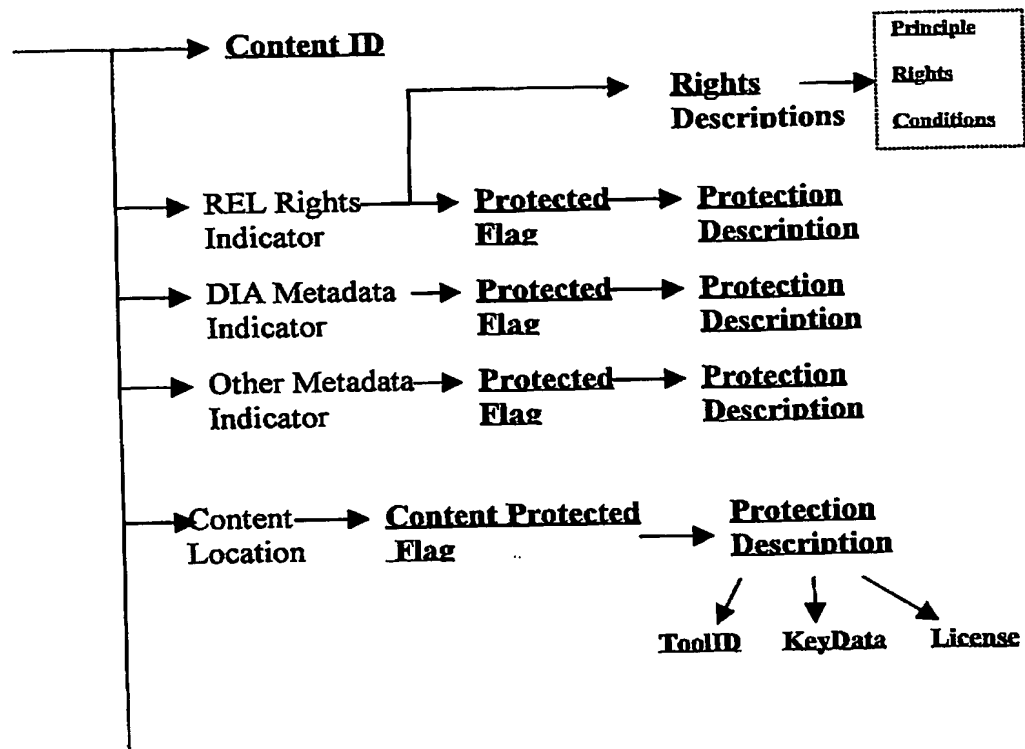 Content ID
Principle
Rights
Conditions
Rights
Descriptions
REL Rights
Indicator
Protected
Flag
Protection
Description
DIA Metadata
Indicator
Protected
Flag
Protection
Description
Other Metadata
Indicator
Protected
Flag
Protection
Description
Content
Location
Content Protected
Flag
Protection
Description
ToolID KeyData License